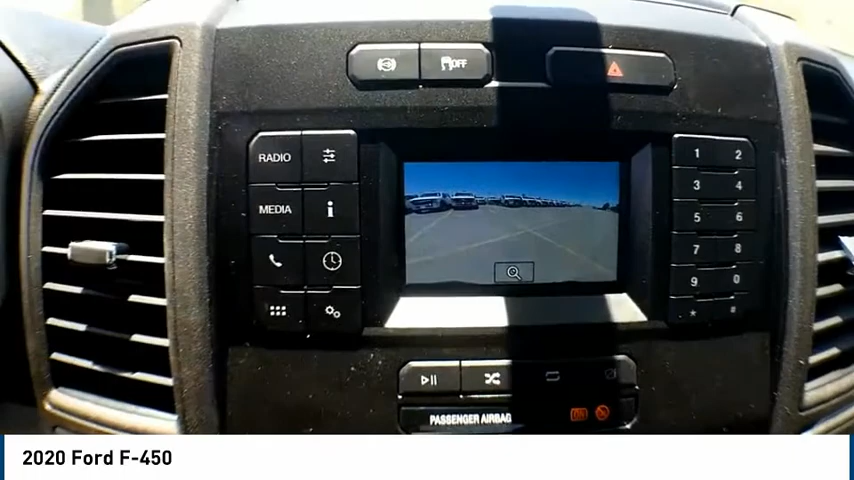 OFF
RADIO
1 2
MEDIA
3 4
5 6
7 8
9 0
* #
PASSENGER AIRBAG
2020 Ford F-450